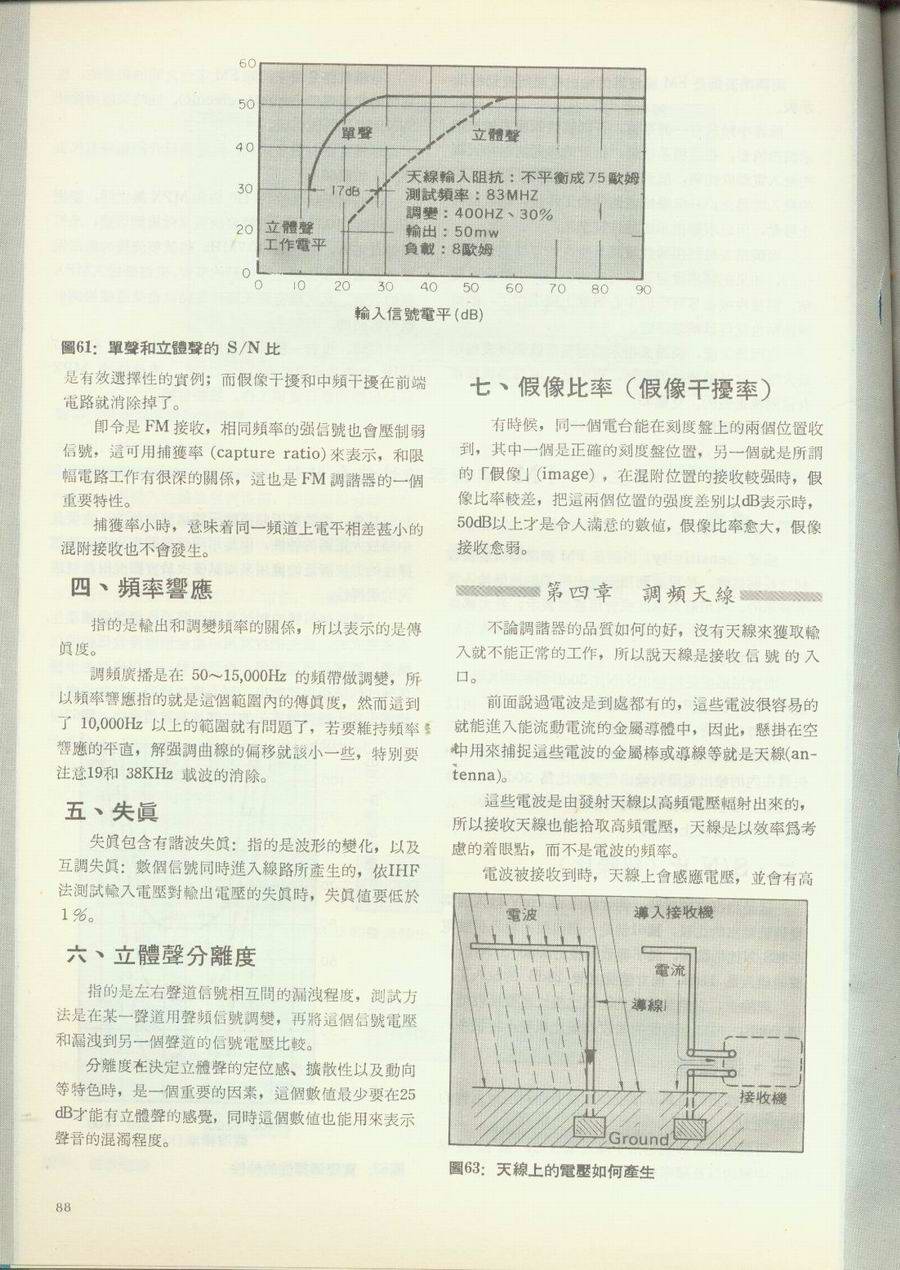 60
50
40
30
20
10
0
0 10 20 30 40 50 60 70 80 90
單聲
立體聲
17dB
天線輸入阻抗：不平衡成75歐姆
測試頻率：83MHZ
調變：400HZ、30%
輸出：50mw
負載：8歐姆
立體聲
工作電平
輸入信號電平(dB)
圖61：單聲和立體聲的 S/N 比
是有效選擇性的實例；而假像干擾和中頻干擾在前端
電路就消除掉了。
即令是 FM 接收，相同頻率的强信號也會壓制弱
信號，這可用捕獲率 (capture ratio) 來表示，和限
幅電路工作有很深的關係，這也是 FM 調諧器的一個
重要特性。
捕獲率小時，意味着同一頻道上電平相差甚小的
混附接收也不會發生。
四、頻率響應
指的是輸出和調變頻率的關係，所以表示的是傳
眞度。
調頻廣播是在 50～15,000Hz 的頻帶做調變，所
以頻率響應指的就是這個範圍內的傳眞度，然而這到
了 10,000Hz 以上的範圍就有問題了，若要維持頻率
響應的平直，解强調曲線的偏移就該小一些，特別要
注意19和 38KHz 載波的消除。
五、失眞
失眞包含有諧波失眞：指的是波形的變化，以及
互調失眞：數個信號同時進入線路所產生的，依IHF
法測試輸入電壓對輸出電壓的失眞時，失眞值要低於
1%。
六、立體聲分離度
指的是左右聲道信號相互間的漏洩程度，測試方
法是在某一聲道用聲頻信號調變，再將這個信號電壓
和漏洩到另一個聲道的信號電壓比較。
分離度在決定立體聲的定位感、擴散性以及動向
等特色時，是一個重要的因素，這個數值最少要在25
dB才能有立體聲的感覺，同時這個數值也能用來表示
聲音的混濁程度。
88
七、假像比率（假像干擾率）
有時候，同一個電台能在刻度盤上的兩個位置收
到，其中一個是正確的刻度盤位置，另一個就是所謂
的「假像」(image)，在混附位置的接收較强時，假
像比率較差，把這兩個位置的强度差別以dB表示時，
50dB以上才是令人滿意的數值，假像比率愈大，假像
接收愈弱。
第四章 調頻天線
不論調諧器的品質如何的好，沒有天線來獲取輸
入就不能正常的工作，所以說天線是接收信號的入
口。
前面說過電波是到處都有的，這些電波很容易的
就能進入能流動電流的金屬導體中，因此，懸掛在空
中用來捕捉這些電波的金屬棒或導線等就是天線(an-
tenna)。
這些電波是由發射天線以高頻電壓輻射出來的，
所以接收天線也能拾取高頻電壓，天線是以效率爲考
慮的着眼點，而不是電波的頻率。
電波被接收到時，天線上會感應電壓，並會有高
電波
導入接收機
電流
導線
接收機
Ground
圖63：天線上的電壓如何產生